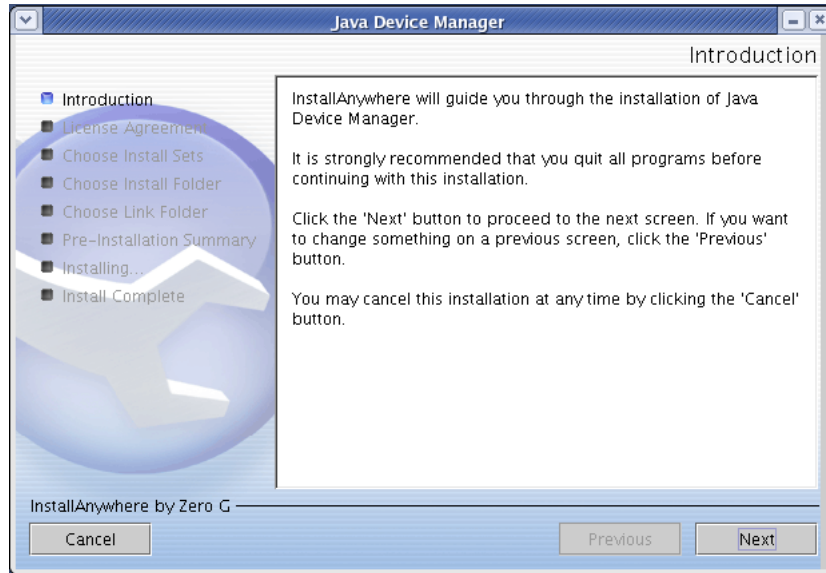 Java Device Manager
Introduction
Introduction
License Agreement
Choose Install Sets
Choose Install Folder
Choose Link Folder
Pre-Installation Summary
Installing...
Install Complete
InstallAnywhere will guide you through the installation of Java
Device Manager.
It is strongly recommended that you quit all programs before
continuing with this installation.
Click the 'Next' button to proceed to the next screen. If you want
to change something on a previous screen, click the 'Previous'
button.
You may cancel this installation at any time by clicking the 'Cancel'
button.
InstallAnywhere by Zero G
Cancel
Previous
Next